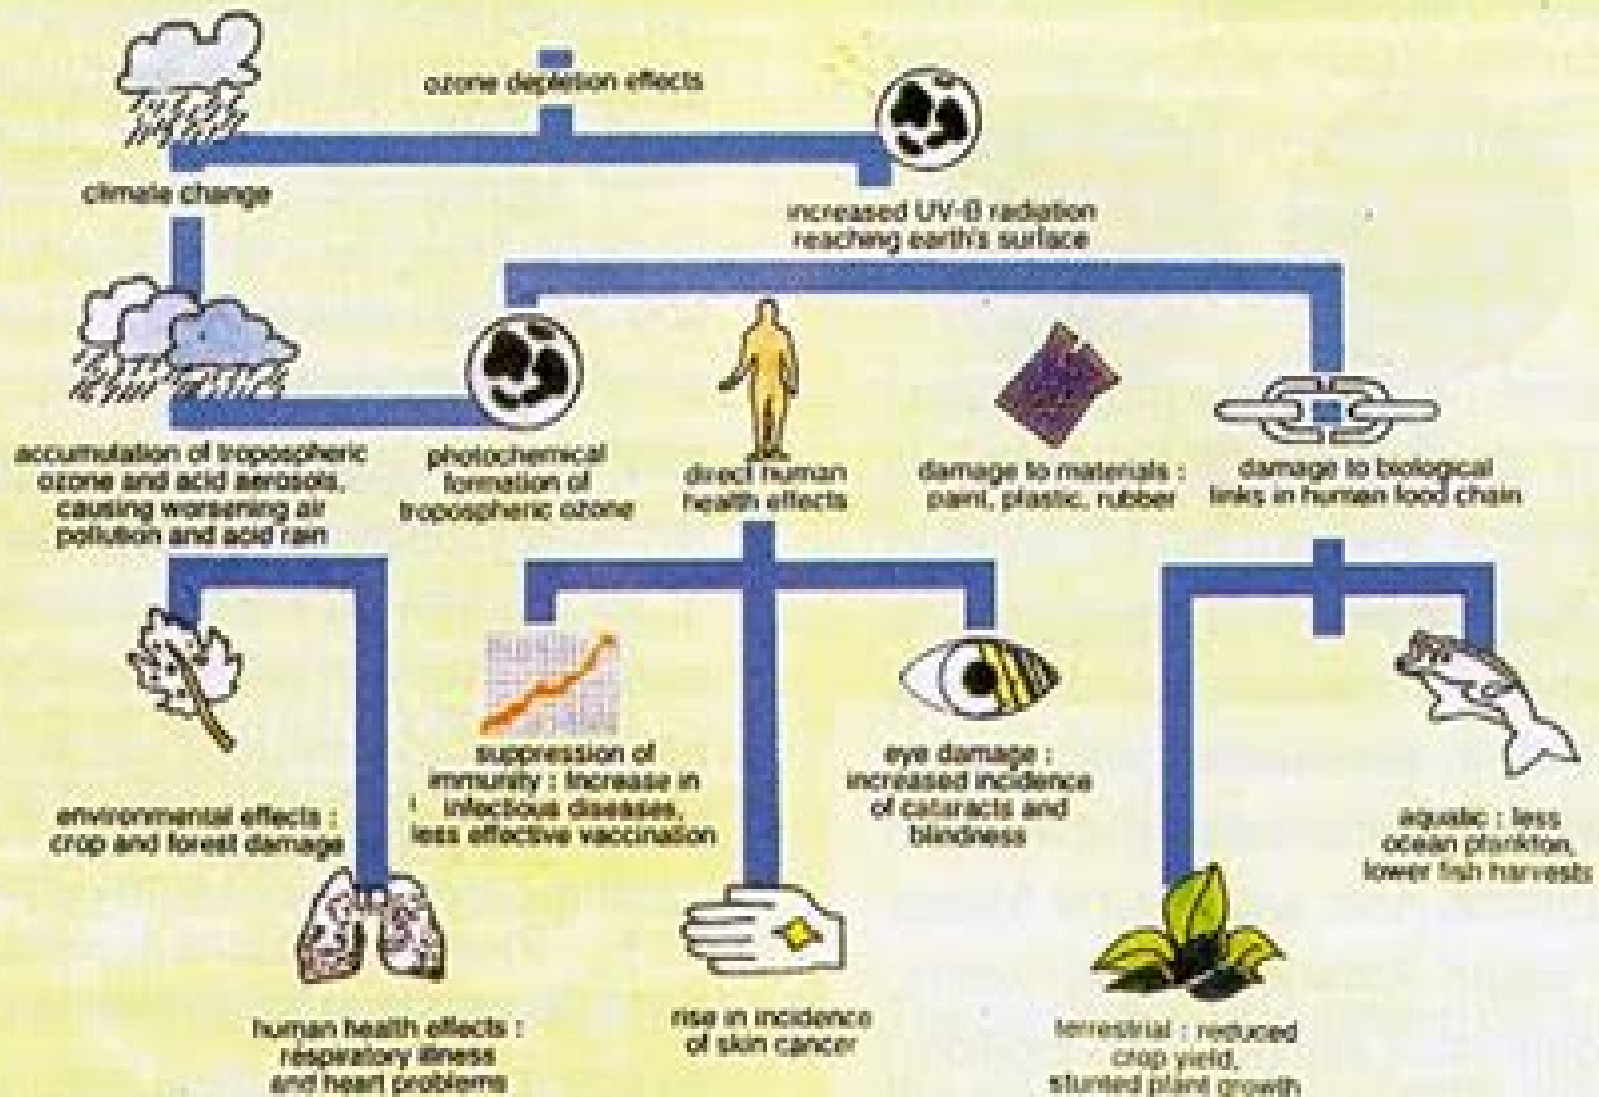 ozone depletion effects
climate change
increased UV-B radiation
reaching earth's surface
accumulation of tropospheric
ozone and acid aerosols,
causing worsening air
pollution and acid rain
photochemical
formation of
tropospheric ozone
direct human
health effects
damage to materials :
paint, plastic, rubber
damage to biological
links in human food chain
environmental effects :
crop and forest damage
suppression of
immunity : Increase in
infectious diseases,
less effective vaccination
eye damage :
increased incidence
of cataracts and
blindness
aquatic : less
ocean plankton,
lower fish harvests
human health effects :
respiratory illness
and heart problems
rise in incidence
of skin cancer
terrestrial : reduced
crop yield,
stunted plant growth